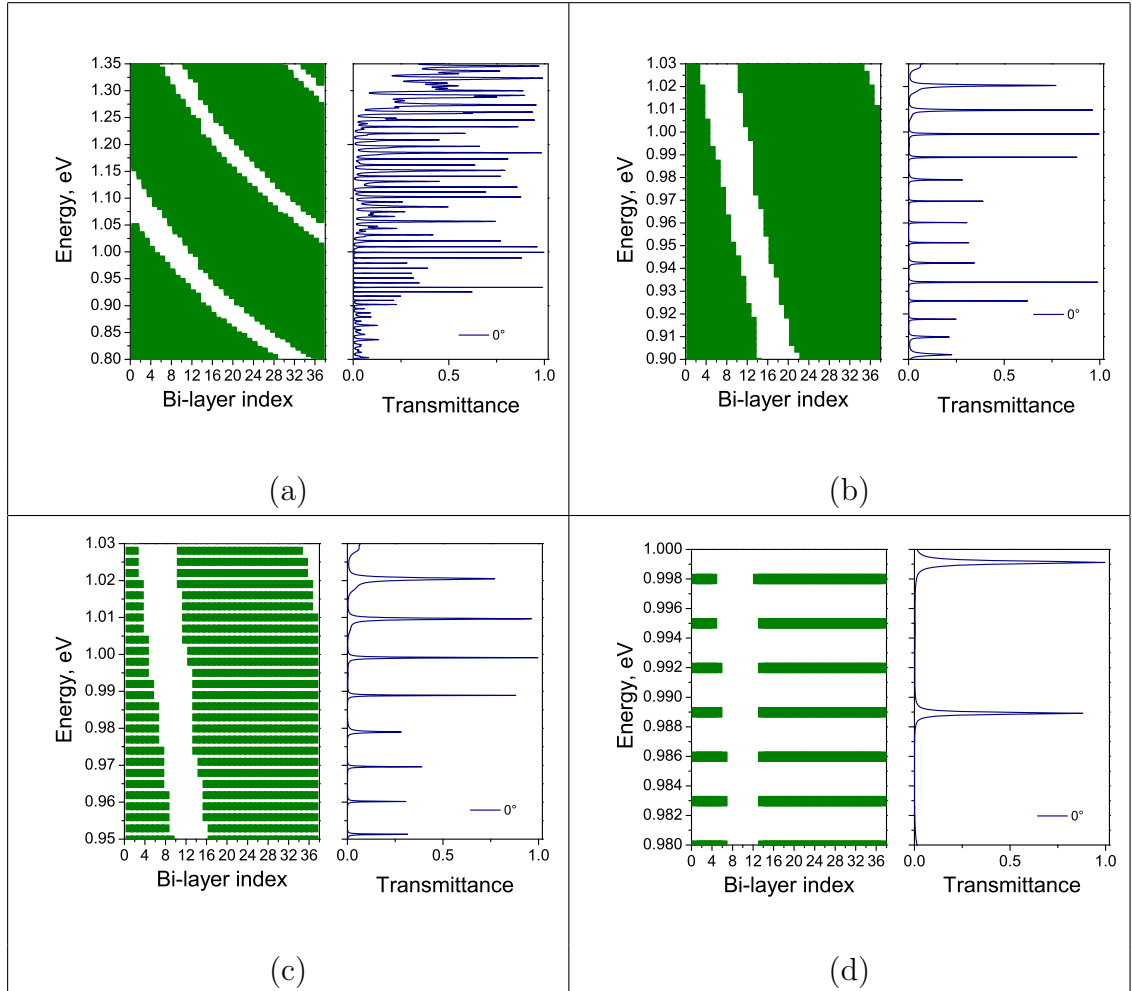 1.35
1.30
1.25
1.20
1.15
1.10
1.05
1.00
0.95
0.90
0.85
0.80
Energy, eV
0 4 8 12 16 20 24 28 32 36
Bi-layer index
0°
0.0 0.5 1.0
Transmittance
(a)
1.03
1.02
1.01
1.00
0.99
0.98
0.97
0.96
0.95
0.94
0.93
0.92
0.91
0.90
Energy, eV
0 4 8 12 16 20 24 28 32 36
Bi-layer index
0°
0.0 0.5 1.0
Transmittance
(b)
1.03
1.02
1.01
1.00
0.99
0.98
0.97
0.96
0.95
Energy, eV
0 4 8 12 16 20 24 28 32 36
Bi-layer index
0°
0.0 0.5 1.0
Transmittance
(c)
1.000
0.998
0.996
0.994
0.992
0.990
0.988
0.986
0.984
0.982
0.980
Energy, eV
0 4 8 12 16 20 24 28 32 36
Bi-layer index
0°
0.0 0.5 1.0
Transmittance
(d)